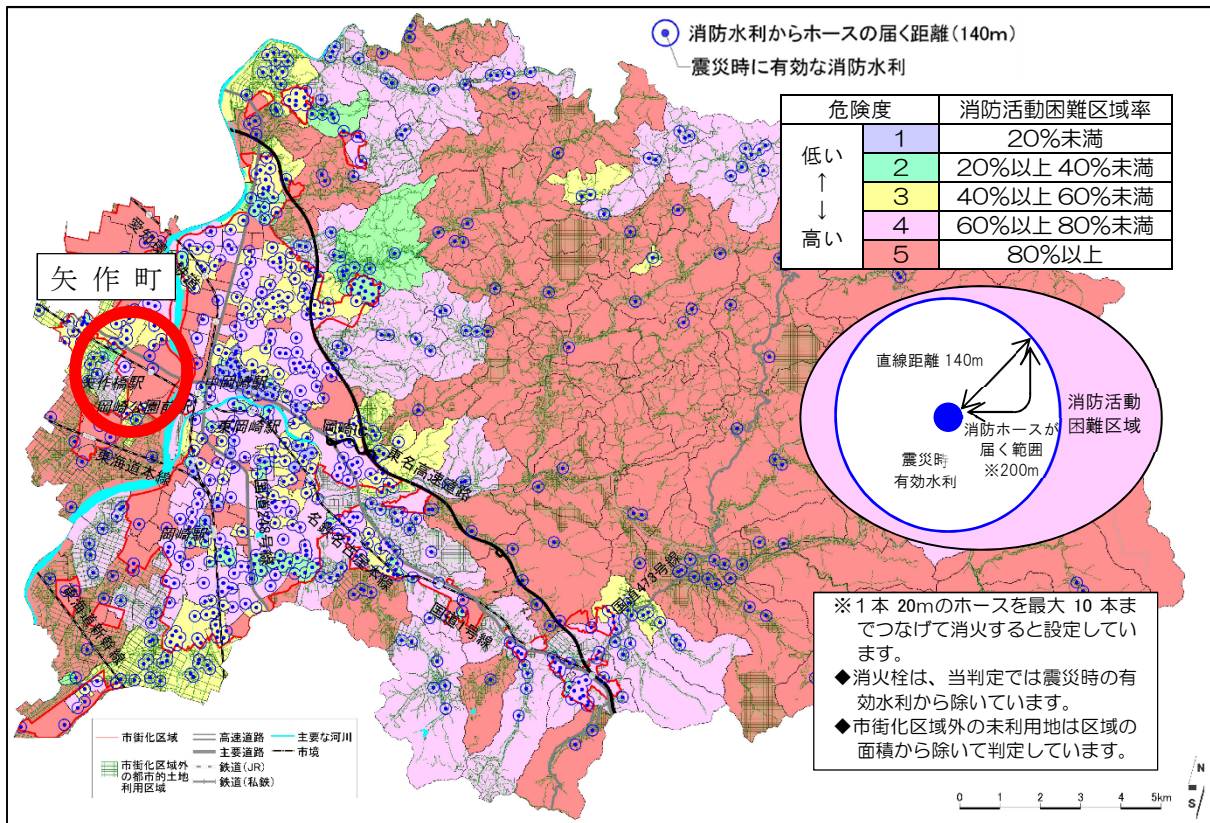 消防水利からホースの届く距離(140m)
震災時に有効な消防水利
危険度 消防活動困難区域率
低い
↑
↓
高い
1 20%未満
2 20%以上 40%未満
3 40%以上 60%未満
4 60%以上 80%未満
5 80%以上
矢 作 町
矢作橋駅
中岡崎駅
東岡崎駅
東海道本線
東名高速道路
名鉄名古屋本線
岡崎駅
国道1号線
東海道新幹線
直線距離 140m
消防ホースが
届く範囲
※200m
震災時
有効水利
消防活動
困難区域
※1本 20mのホースを最大 10 本ま
でつなげて消火すると設定してい
ます。
◆消火栓は、当判定では震災時の有
効水利から除いています。
◆市街化区域外の未利用地は区域の
面積から除いて判定しています。
市街化区域
市街化区域外
の都市的土地
利用区域
高速道路
主要道路
鉄道(JR)
鉄道(私鉄)
主要な河川
市境
0 1 2 3 4 5km
N
S